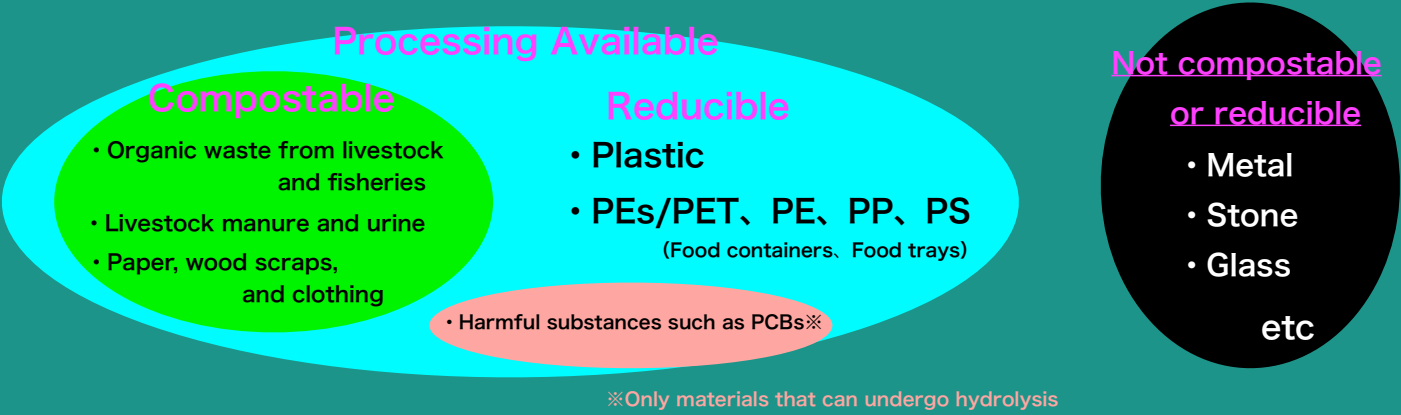 Processing Available
Compostable
・Organic waste from livestock
and fisheries
・Livestock manure and urine
・Paper, wood scraps,
and clothing
Reducible
・Plastic
・PEs/PET、PE、PP、PS
（Food containers、Food trays）
・Harmful substances such as PCBs※
※Only materials that can undergo hydrolysis
Not compostable
or reducible
・Metal
・Stone
・Glass
etc